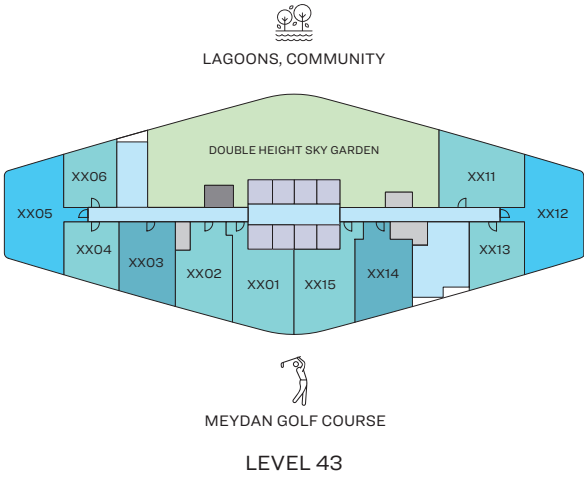 LAGOONS, COMMUNITY
DOUBLE HEIGHT SKY GARDEN
XX06
XX11
XX05
XX12
XX04
XX13
XX03
XX02
XX14
XX01
XX15
MEYDAN GOLF COURSE
LEVEL 43